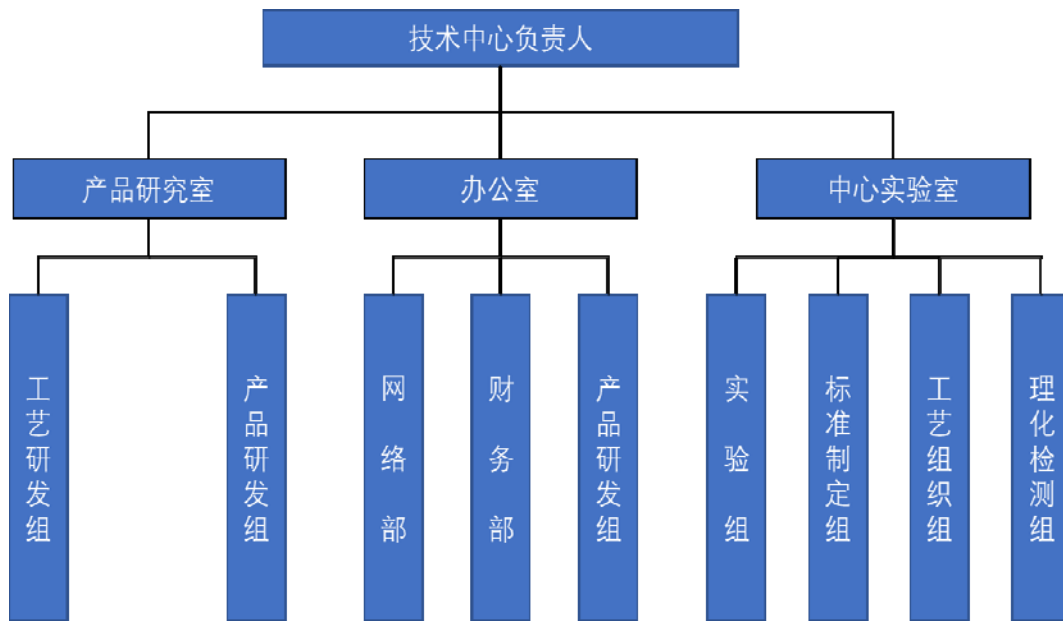 技术中心负责人
产品研究室
办公室
中心实验室
工艺研发组
产品研发组
网络部
财务部
产品研发组
实验组
标准制定组
工艺组织组
理化检测组